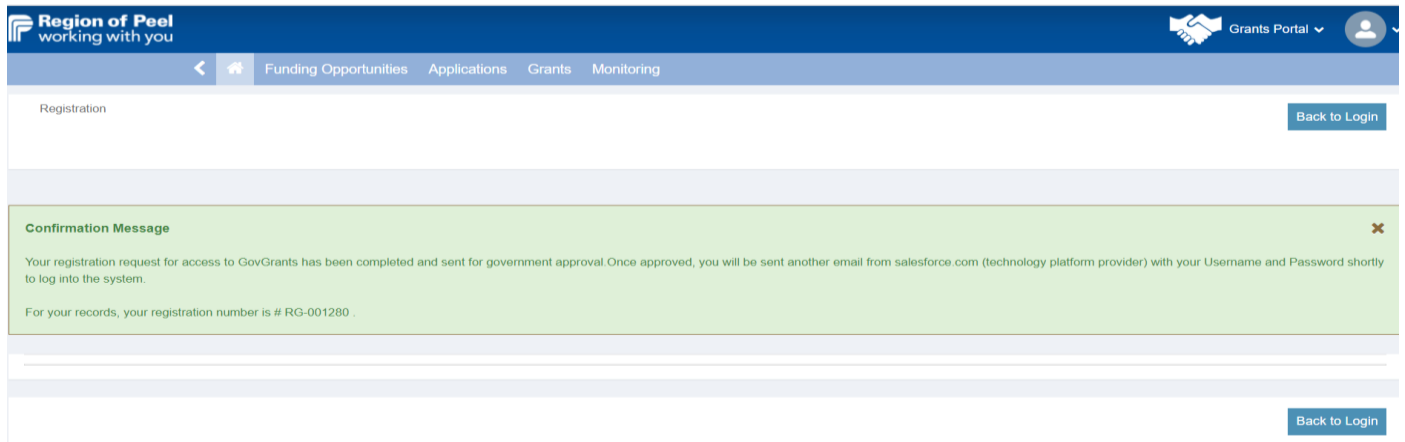 Region of Peel
working with you
Grants Portal
Funding Opportunities Applications Grants Monitoring
Registration
Back to Login
Confirmation Message
Your registration request for access to GovGrants has been completed and sent for government approval.Once approved, you will be sent another email from salesforce.com (technology platform provider) with your Username and Password shortly
to log into the system.
For your records, your registration number is # RG-001280 .
Back to Login